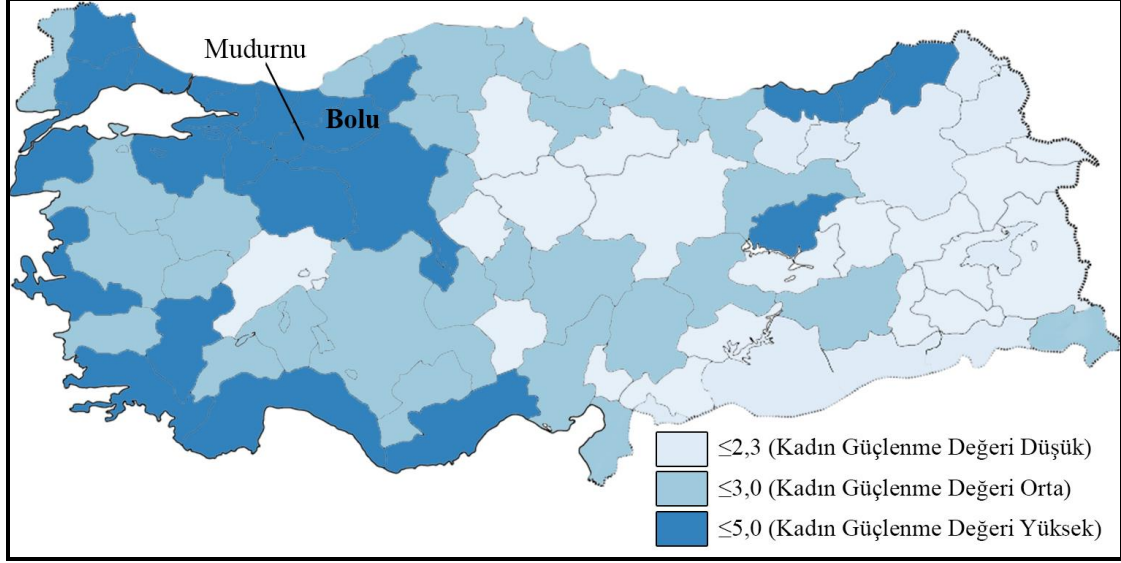 Mudurnu
Bolu
≤2,3 (Kadın Güçlenme Değeri Düşük)
≤3,0 (Kadın Güçlenme Değeri Orta)
≤5,0 (Kadın Güçlenme Değeri Yüksek)